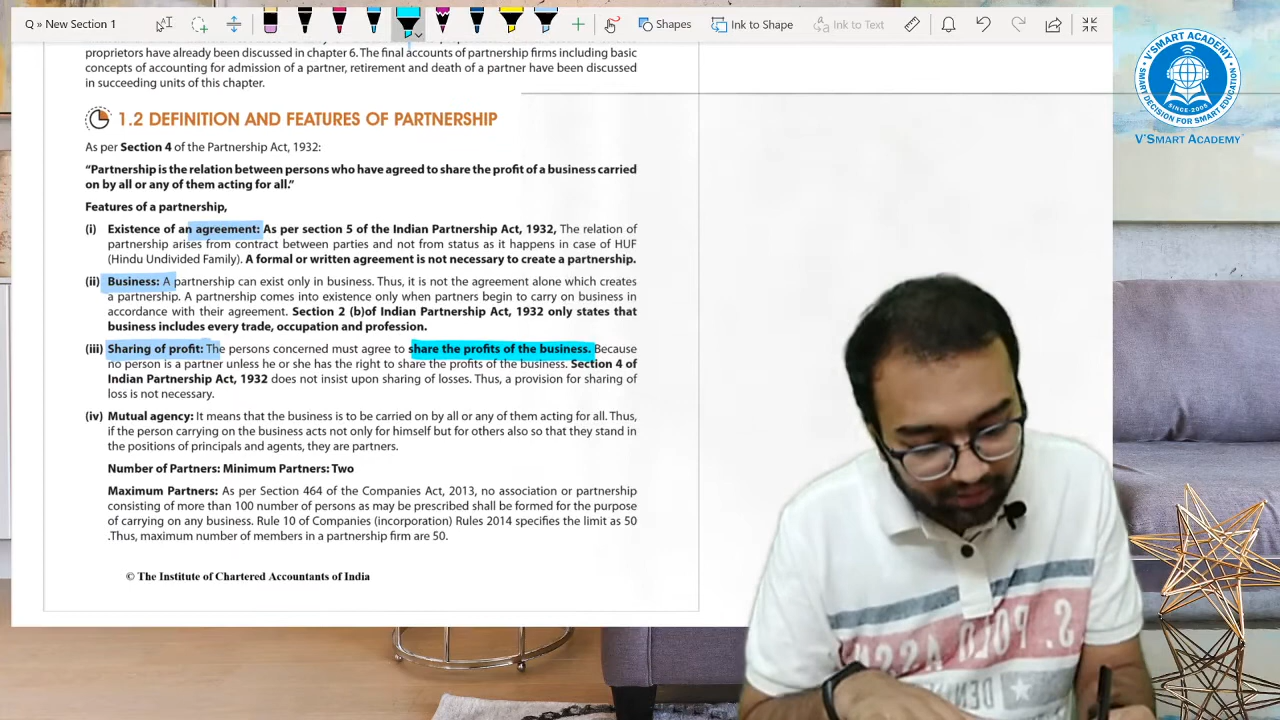 Q » New Section 1
Shapes
Ink to Shape
Ink to Text
proprietors have already been discussed in chapter 6. The final accounts of partnership firms including basic
concepts of accounting for admission of a partner, retirement and death of a partner have been discussed
in succeeding units of this chapter.
1.2 DEFINITION AND FEATURES OF PARTNERSHIP
As per Section 4 of the Partnership Act, 1932:
“Partnership is the relation between persons who have agreed to share the profit of a business carried
on by all or any of them acting for all.”
Features of a partnership,
(i) Existence of an agreement: As per section 5 of the Indian Partnership Act, 1932, The relation of
partnership arises from contract between parties and not from status as it happens in case of HUF
(Hindu Undivided Family). A formal or written agreement is not necessary to create a partnership.
(ii) Business: A partnership can exist only in business. Thus, it is not the agreement alone which creates
a partnership. A partnership comes into existence only when partners begin to carry on business in
accordance with their agreement. Section 2 (b)of Indian Partnership Act, 1932 only states that
business includes every trade, occupation and profession.
(iii) Sharing of profit: The persons concerned must agree to share the profits of the business. Because
no person is a partner unless he or she has the right to share the profits of the business. Section 4 of
Indian Partnership Act, 1932 does not insist upon sharing of losses. Thus, a provision for sharing of
loss is not necessary.
(iv) Mutual agency: It means that the business is to be carried on by all or any of them acting for all. Thus,
if the person carrying on the business acts not only for himself but for others also so that they stand in
the positions of principals and agents, they are partners.
Number of Partners: Minimum Partners: Two
Maximum Partners: As per Section 464 of the Companies Act, 2013, no association or partnership
consisting of more than 100 number of persons as may be prescribed shall be formed for the purpose
of carrying on any business. Rule 10 of Companies (incorporation) Rules 2014 specifies the limit as 50
.Thus, maximum number of members in a partnership firm are 50.
© The Institute of Chartered Accountants of India
V'SMART ACADEMY
SMART DECISION FOR SMART EDUCATION
SINCE-2005
V'Smart Academy
S. POLO ASSN